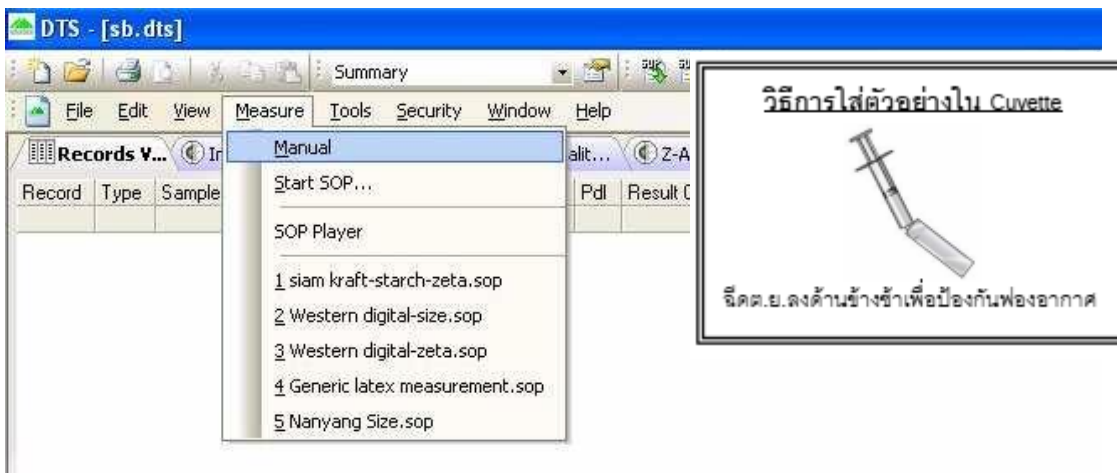 DTS - [sb.dts]
Summary
File Edit View Measure Tools Security Window Help
Records V... In alit... Z-A
Record Type Sample PdI Result
Manual
Start SOP...
SOP Player
1 siam kraft-starch-zeta.sop
2 Western digital-size.sop
3 Western digital-zeta.sop
4 Generic latex measurement.sop
5 Nanyang Size.sop
วิธีการใส่ตัวอย่างใน Cuvette
ฉีดต.ย.ลงด้านข้างช้าเพื่อป้องกันฟองอากาศ